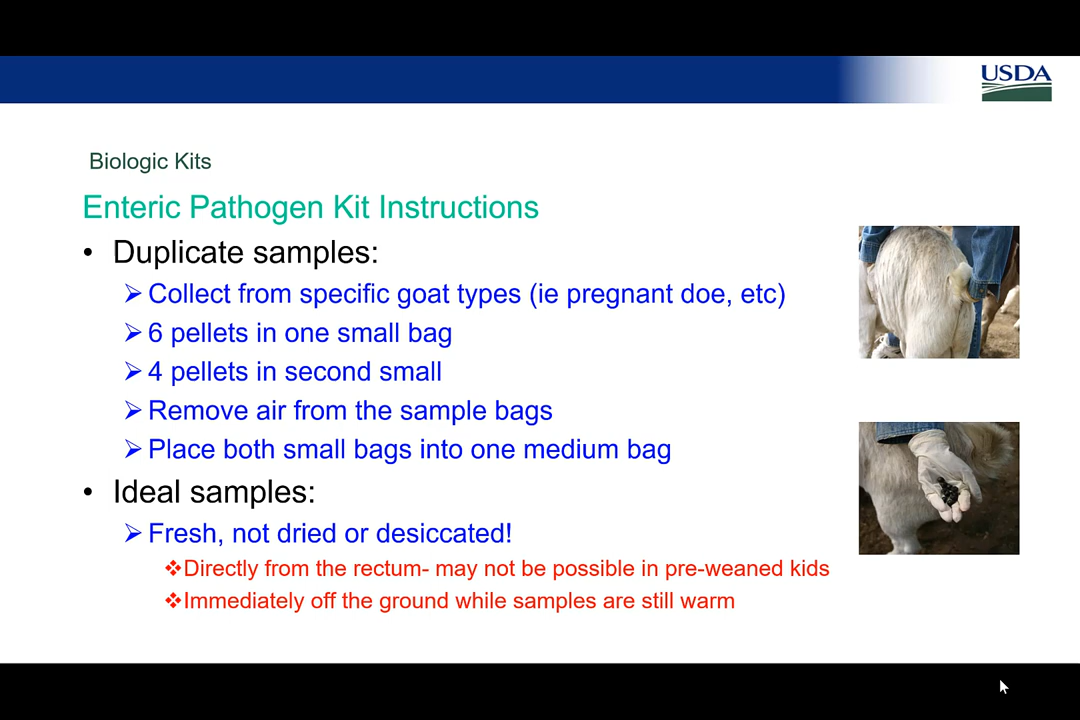 USDA
Biologic Kits
Enteric Pathogen Kit Instructions
• Duplicate samples:
➢ Collect from specific goat types (ie pregnant doe, etc)
➢ 6 pellets in one small bag
➢ 4 pellets in second small
➢ Remove air from the sample bags
➢ Place both small bags into one medium bag
• Ideal samples:
➢ Fresh, not dried or desiccated!
❖ Directly from the rectum- may not be possible in pre-weaned kids
❖ Immediately off the ground while samples are still warm